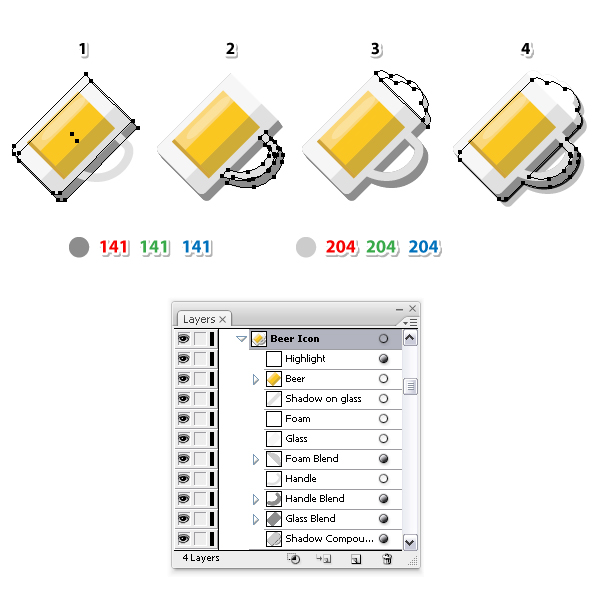 1 2 3 4
141 141 141 204 204 204
Layers
Beer Icon
Highlight
Beer
Shadow on glass
Foam
Glass
Foam Blend
Handle
Handle Blend
Glass Blend
Shadow Compou...
4 Layers